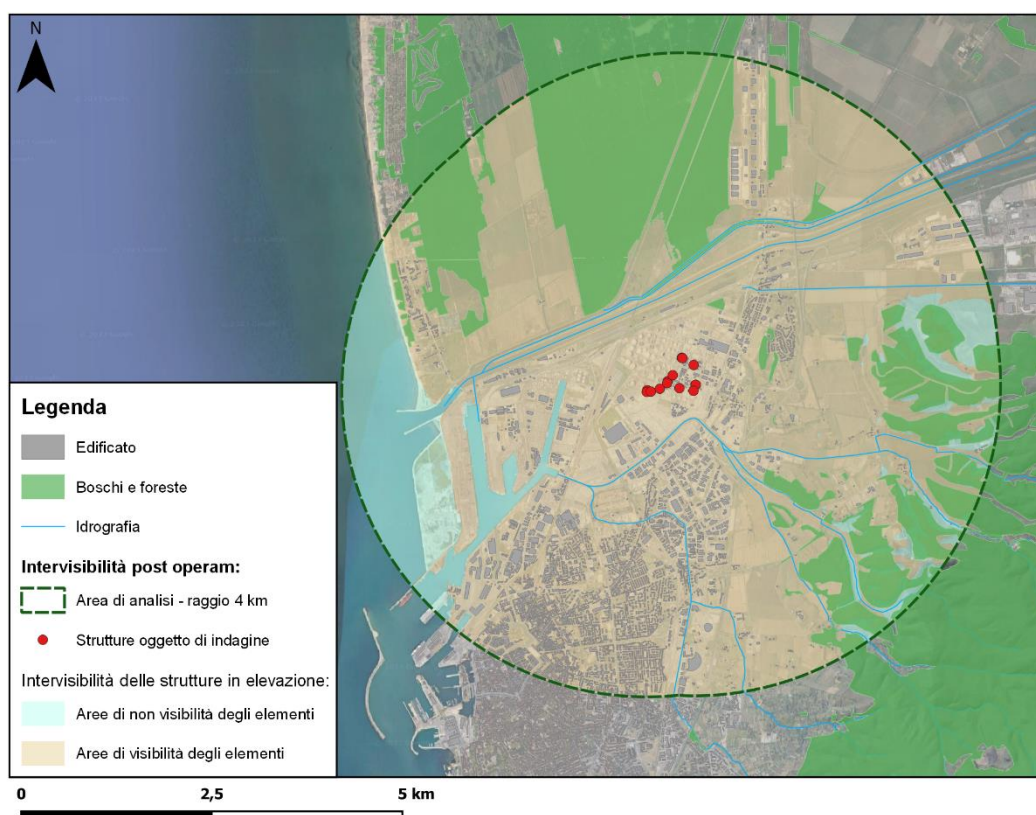 N
Legenda
Edificato
Boschi e foreste
Idrografia
Intervisibilità post operam:
Area di analisi - raggio 4 km
Strutture oggetto di indagine
Intervisibilità delle strutture in elevazione:
Aree di non visibilità degli elementi
Aree di visibilità degli elementi
0 2,5 5 km